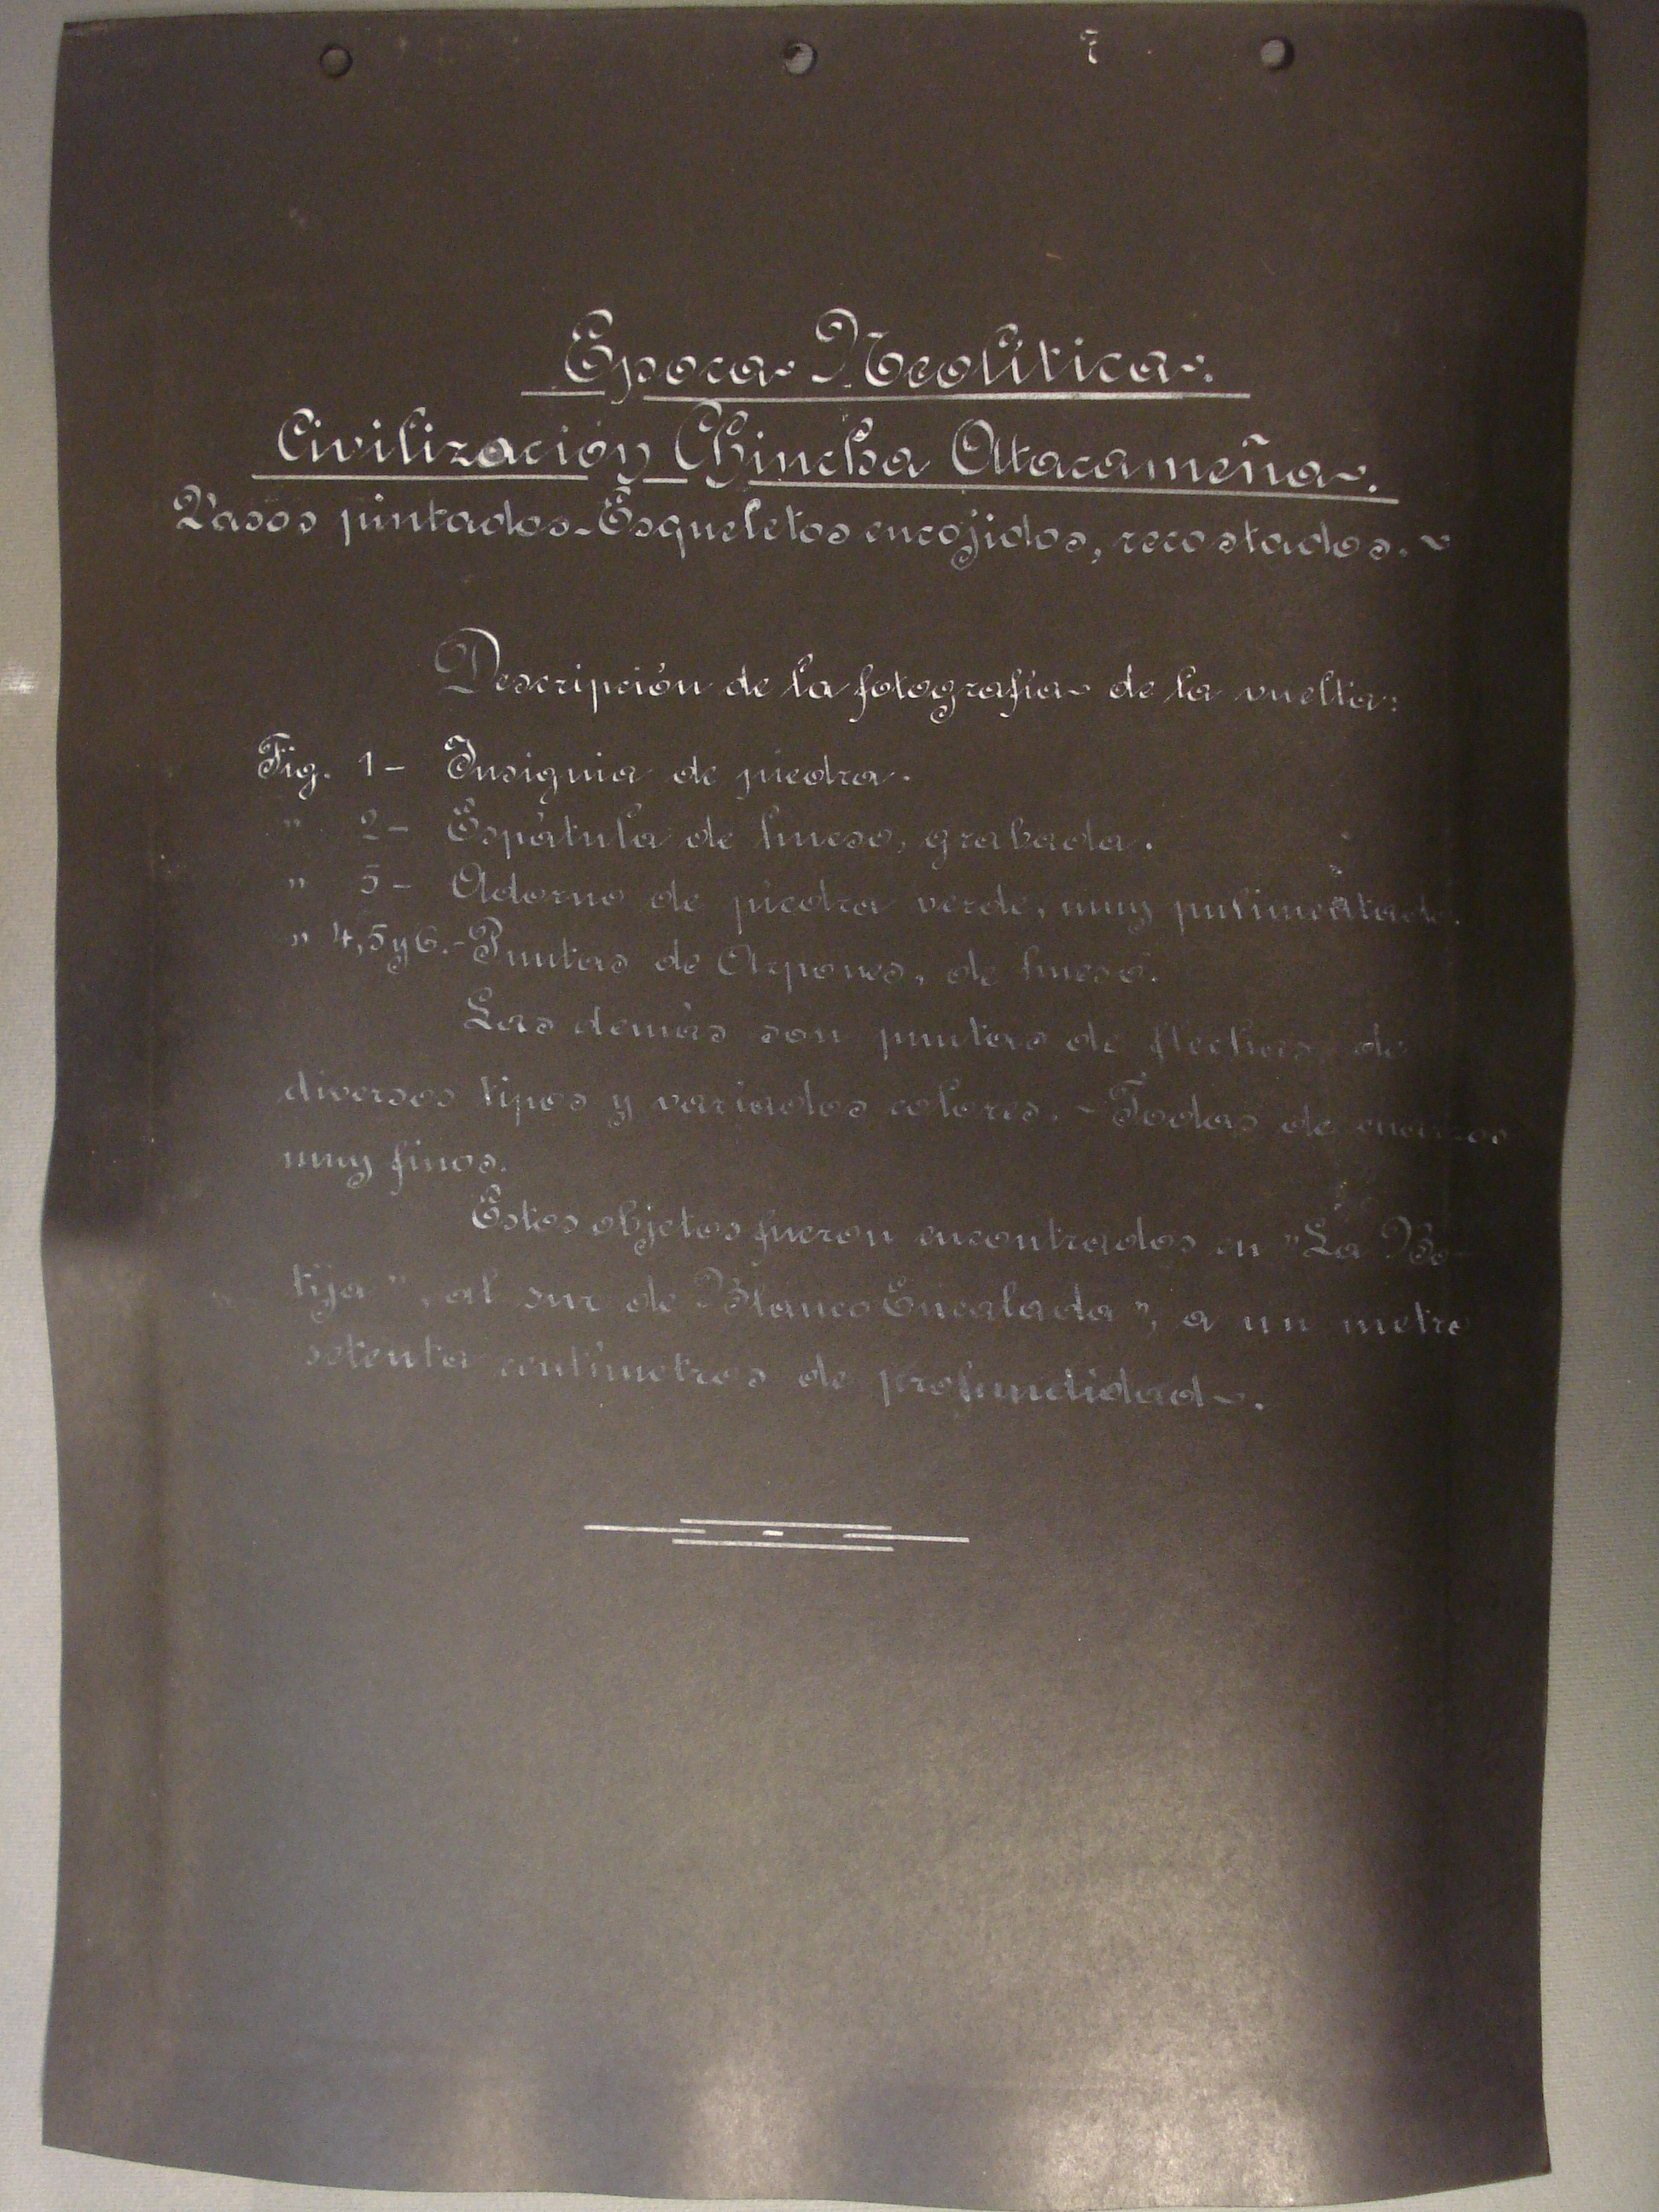 7
Epoca Neolítica.
Civilización Chincha Atacameña.
Vasos pintados-Esqueletos encojidos, recostados.
Descripción de la fotografía de la vuelta:
Fig. 1- Insignia de piedra.
" 2- Espátula de hueso, grabada.
" 3- Adorno de piedra verde, muy pulimentado.
" 4, 5 y 6.- Puntas de Arpones, de hueso.
Las demás son puntas de flechas de
diversos tipos y variados colores. - Todas de cuarzos
muy finos.
Estos objetos fueron encontrados en "La Bo-
tija", al sur de Blanco Encalada", a un metro
setenta centímetros de profundidad.